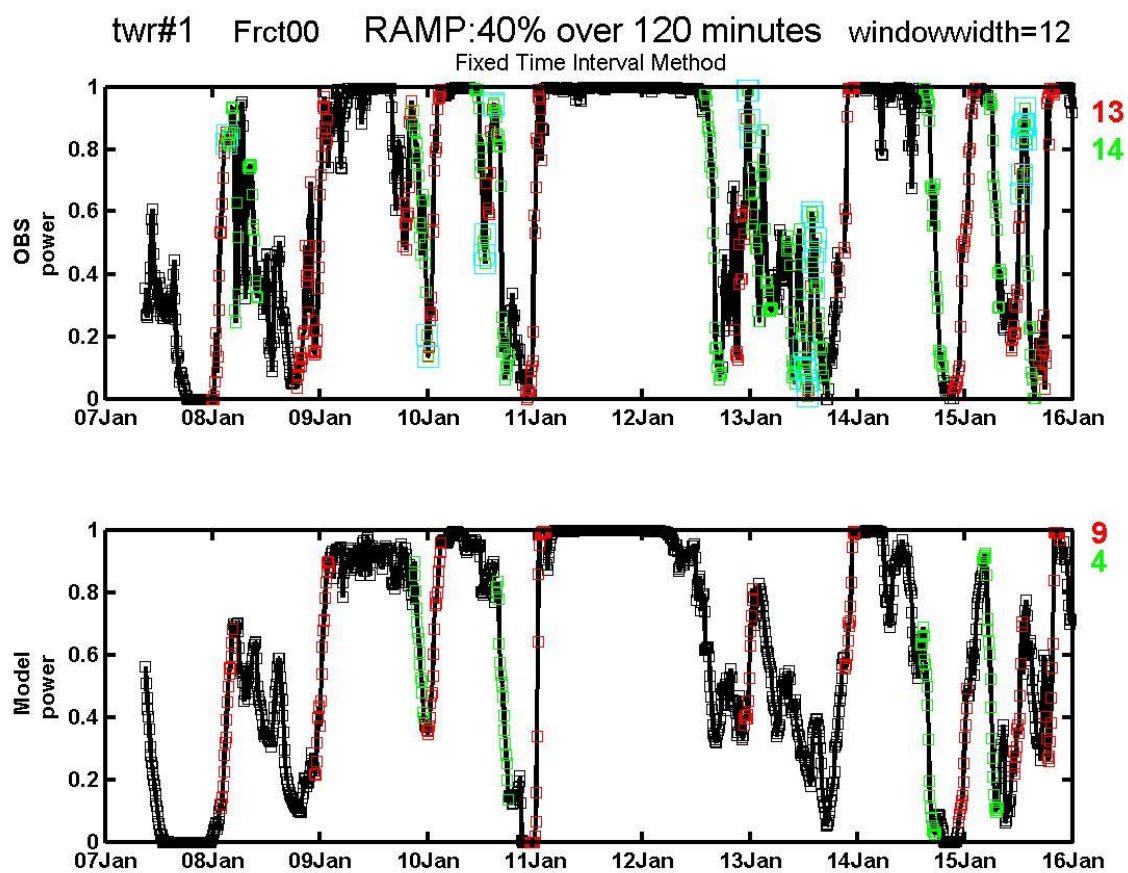 twr#1 Frct00 RAMP:40% over 120 minutes windowwidth=12
Fixed Time Interval Method
1
0.8
0.6
0.4
0.2
0
OBS
power
13
14
07Jan 08Jan 09Jan 10Jan 11Jan 12Jan 13Jan 14Jan 15Jan 16Jan
1
0.8
0.6
0.4
0.2
0
Model
power
9
4
07Jan 08Jan 09Jan 10Jan 11Jan 12Jan 13Jan 14Jan 15Jan 16Jan